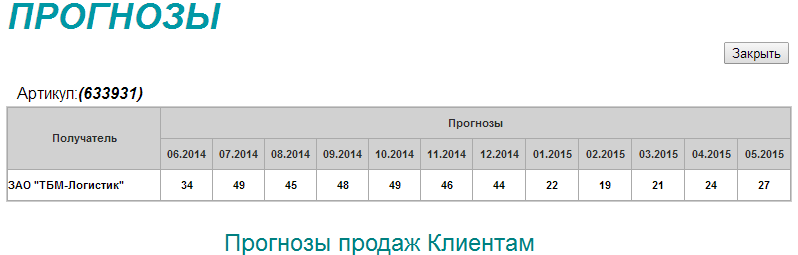 ПРОГНОЗЫ
Закрыть
Артикул:(633931)
Получатель
Прогнозы
06.2014 07.2014 08.2014 09.2014 10.2014 11.2014 12.2014 01.2015 02.2015 03.2015 04.2015 05.2015
ЗАО "ТБМ-Логистик" 34 49 45 48 49 46 44 22 19 21 24 27
Прогнозы продаж Клиентам